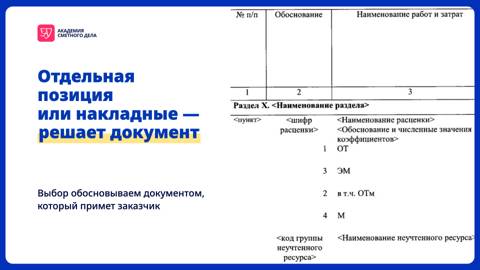 АКАДЕМИЯ
СМЕТНОГО ДЕЛА
Отдельная
позиция
или накладные —
решает документ
Выбор обосновываем документом,
который примет заказчик
№ п/п Обоснование Наименование работ и затрат
1 2 3
Раздел X. <Наименование раздела>
<пункт> <шифр расценки> <Наименование расценки>
<Обоснование и численные значения
коэффициентов>
1 ОТ
3 ЭМ
2 в т.ч. ОТм
4 М
<код группы неучтенного ресурса> <Наименование неучтенного ресурса>